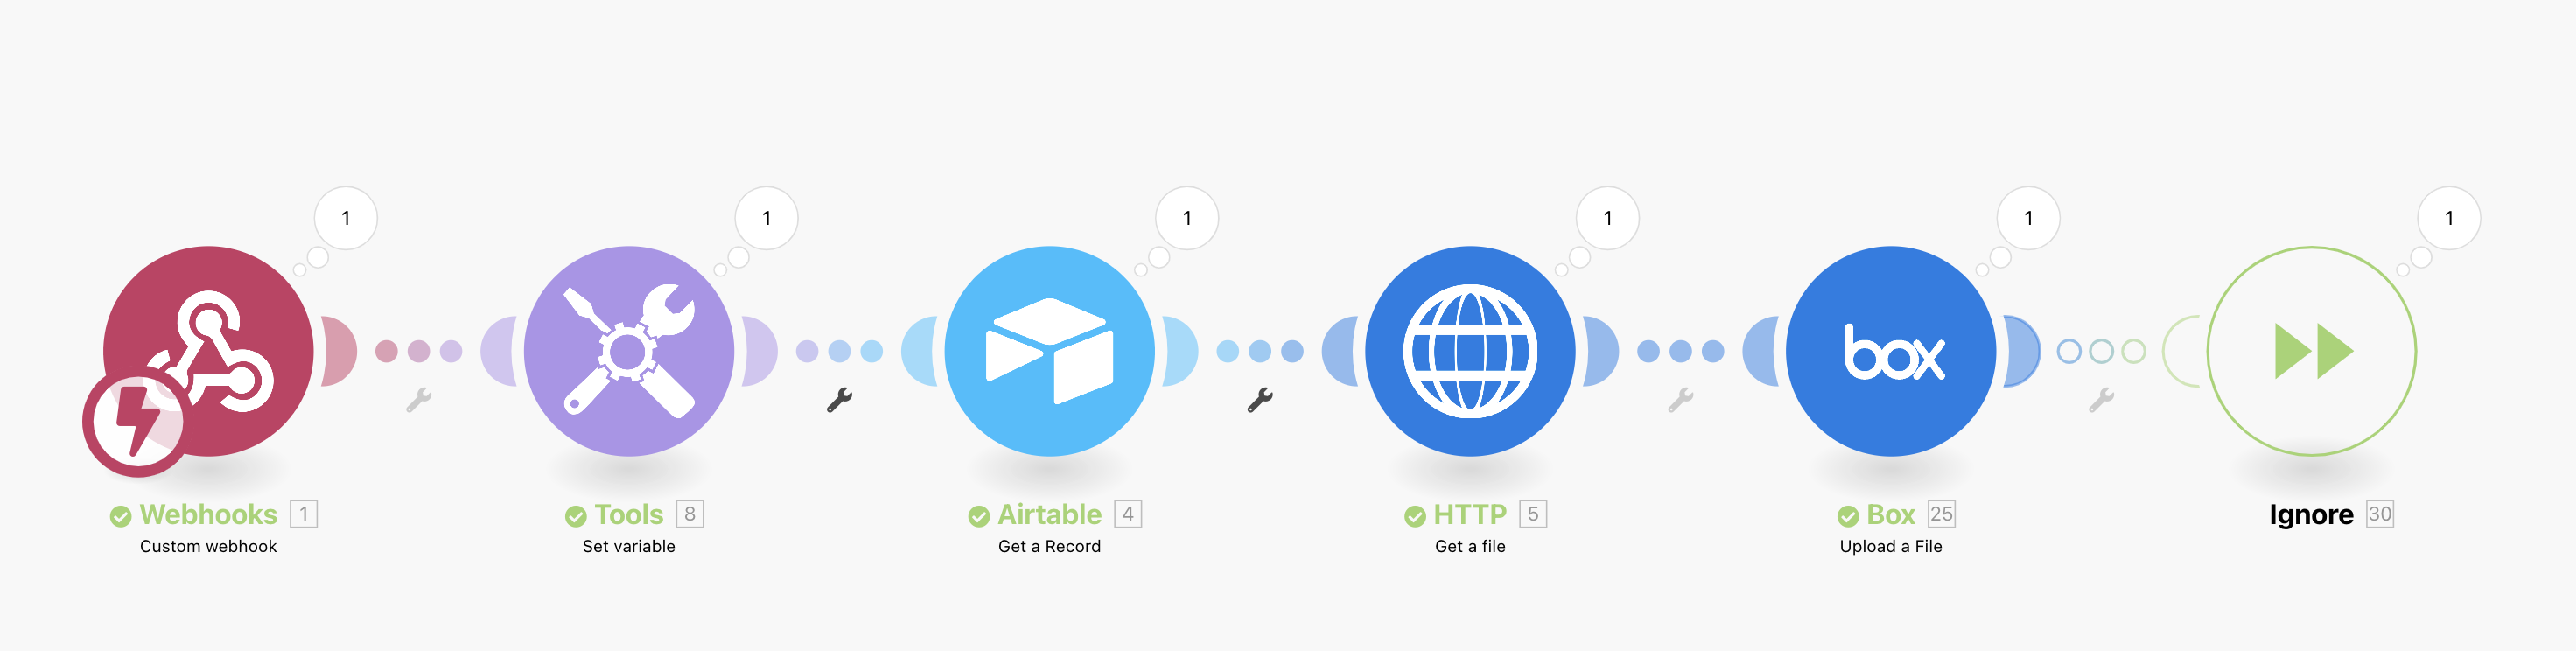 1
1
1
1
1
1
box
Webhooks 1
Custom webhook
Tools 8
Set variable
Airtable 4
Get a Record
HTTP 5
Get a file
Box 25
Upload a File
Ignore 30